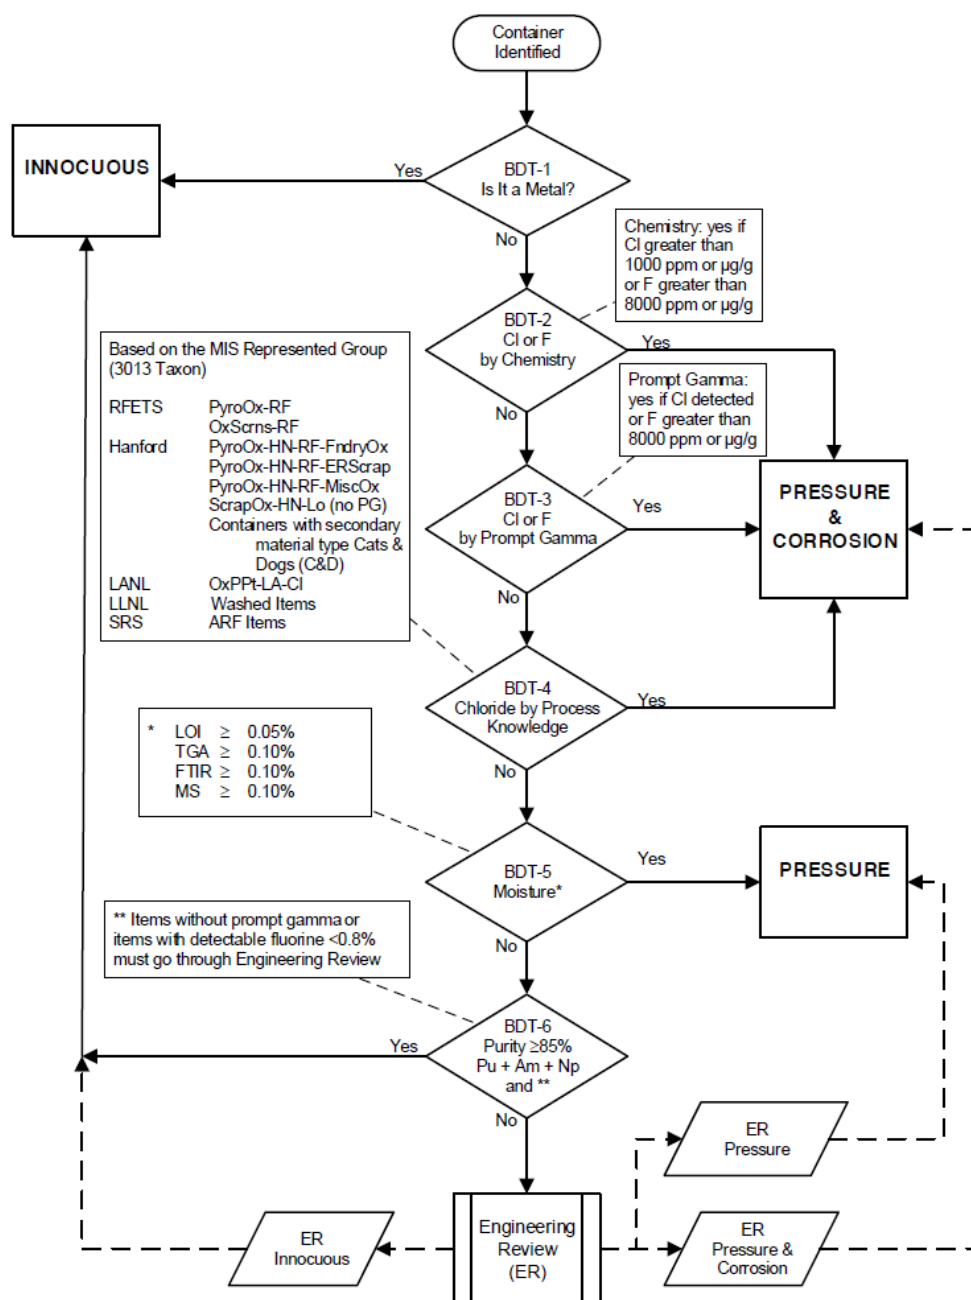 Container
Identified
INNOCUOUS
Yes
BDT-1
Is It a Metal?
No
Chemistry: yes if
Cl greater than
1000 ppm or µg/g
or F greater than
8000 ppm or µg/g
BDT-2
Cl or F
by Chemistry
Yes
No
Based on the MIS Represented Group
(3013 Taxon)
RFETS PyroOx-RF
OxScrns-RF
Hanford PyroOx-HN-RF-FndryOx
PyroOx-HN-RF-ERScrap
PyroOx-HN-RF-MiscOx
ScrapOx-HN-Lo (no PG)
Containers with secondary
material type Cats &
Dogs (C&D)
LANL OxPPt-LA-Cl
LLNL Washed Items
SRS ARF Items
Prompt Gamma:
yes if Cl detected
or F greater than
8000 ppm or µg/g
BDT-3
Cl or F
by Prompt Gamma
Yes
No
PRESSURE
&
CORROSION
BDT-4
Chloride by Process
Knowledge
Yes
No
* LOI ≥ 0.05%
TGA ≥ 0.10%
FTIR ≥ 0.10%
MS ≥ 0.10%
BDT-5
Moisture*
Yes
No
PRESSURE
** Items without prompt gamma or
items with detectable fluorine <0.8%
must go through Engineering Review
BDT-6
Purity ≥85%
Pu + Am + Np
and **
Yes
No
ER
Pressure
ER
Innocuous
Engineering
Review
(ER)
ER
Pressure &
Corrosion